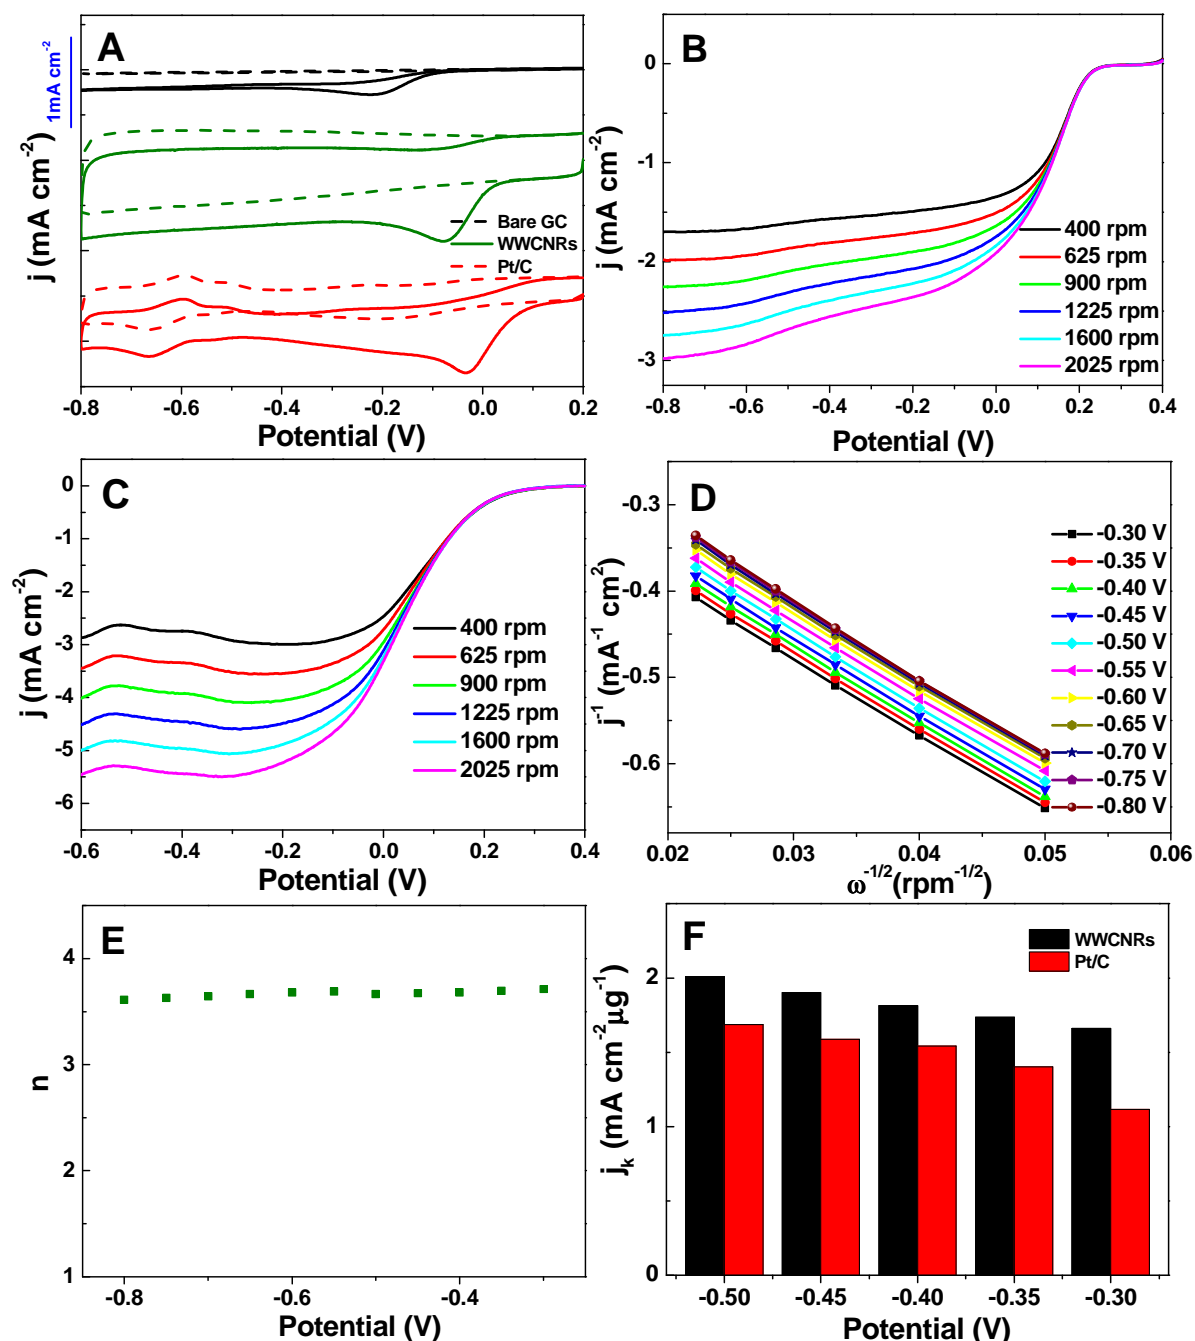 A
1mA cm-2
j (mA cm-2)
Bare GC
WWCNRs
Pt/C
-0.8 -0.6 -0.4 -0.2 0.0 0.2
Potential (V)
B
0
-1
-2
-3
j (mA cm-2)
400 rpm
625 rpm
900 rpm
1225 rpm
1600 rpm
2025 rpm
-0.8 -0.6 -0.4 -0.2 0.0 0.2 0.4
Potential (V)
C
0
-1
-2
-3
-4
-5
-6
j (mA cm-2)
400 rpm
625 rpm
900 rpm
1225 rpm
1600 rpm
2025 rpm
-0.6 -0.4 -0.2 0.0 0.2 0.4
Potential (V)
D
-0.3
-0.4
-0.5
-0.6
j-1 (mA-1 cm2)
-0.30 V
-0.35 V
-0.40 V
-0.45 V
-0.50 V
-0.55 V
-0.60 V
-0.65 V
-0.70 V
-0.75 V
-0.80 V
0.02 0.03 0.04 0.05 0.06
ω-1/2(rpm-1/2)
E
4
3
2
1
n
-0.8 -0.6 -0.4
Potential (V)
F
WWCNRs
Pt/C
2
1
0
jk (mA cm-2μg-1)
-0.50 -0.45 -0.40 -0.35 -0.30
Potential (V)